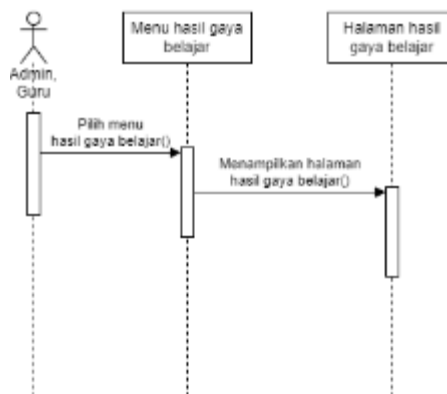 Admin,
Guru
Menu hasil gaya
belajar
Halaman hasil
gaya belajar
Pilih menu
hasil gaya belajar()
Menampilkan halaman
hasil gaya belajar()